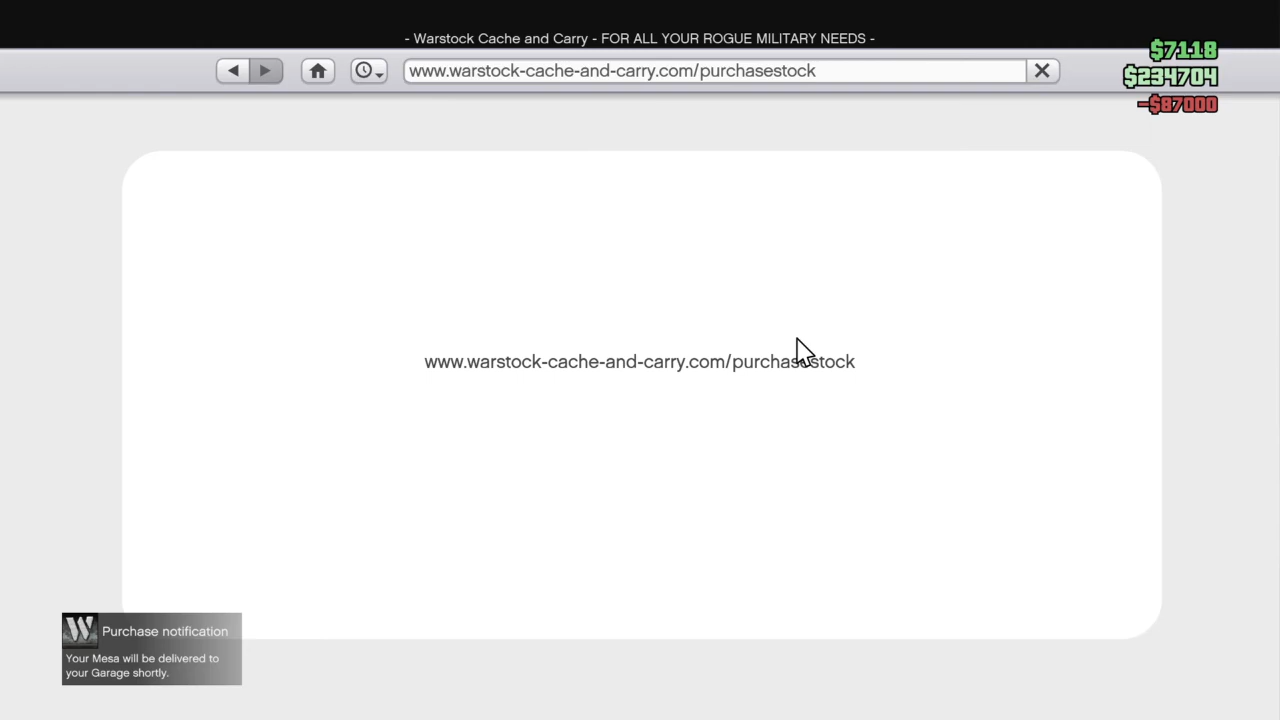 - Warstock Cache and Carry - FOR ALL YOUR ROGUE MILITARY NEEDS -
$7118
www.warstock-cache-and-carry.com/purchasestock
$234704
-$87000
www.warstock-cache-and-carry.com/purchasestock
W
Purchase notification
Your Mesa will be delivered to
your Garage shortly.